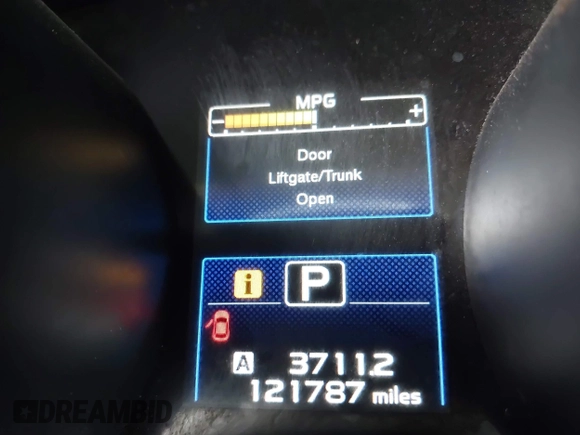 MPG
- +
Door
Liftgate/Trunk
Open
i P
A 3711.2
121787 miles
DREAMBID